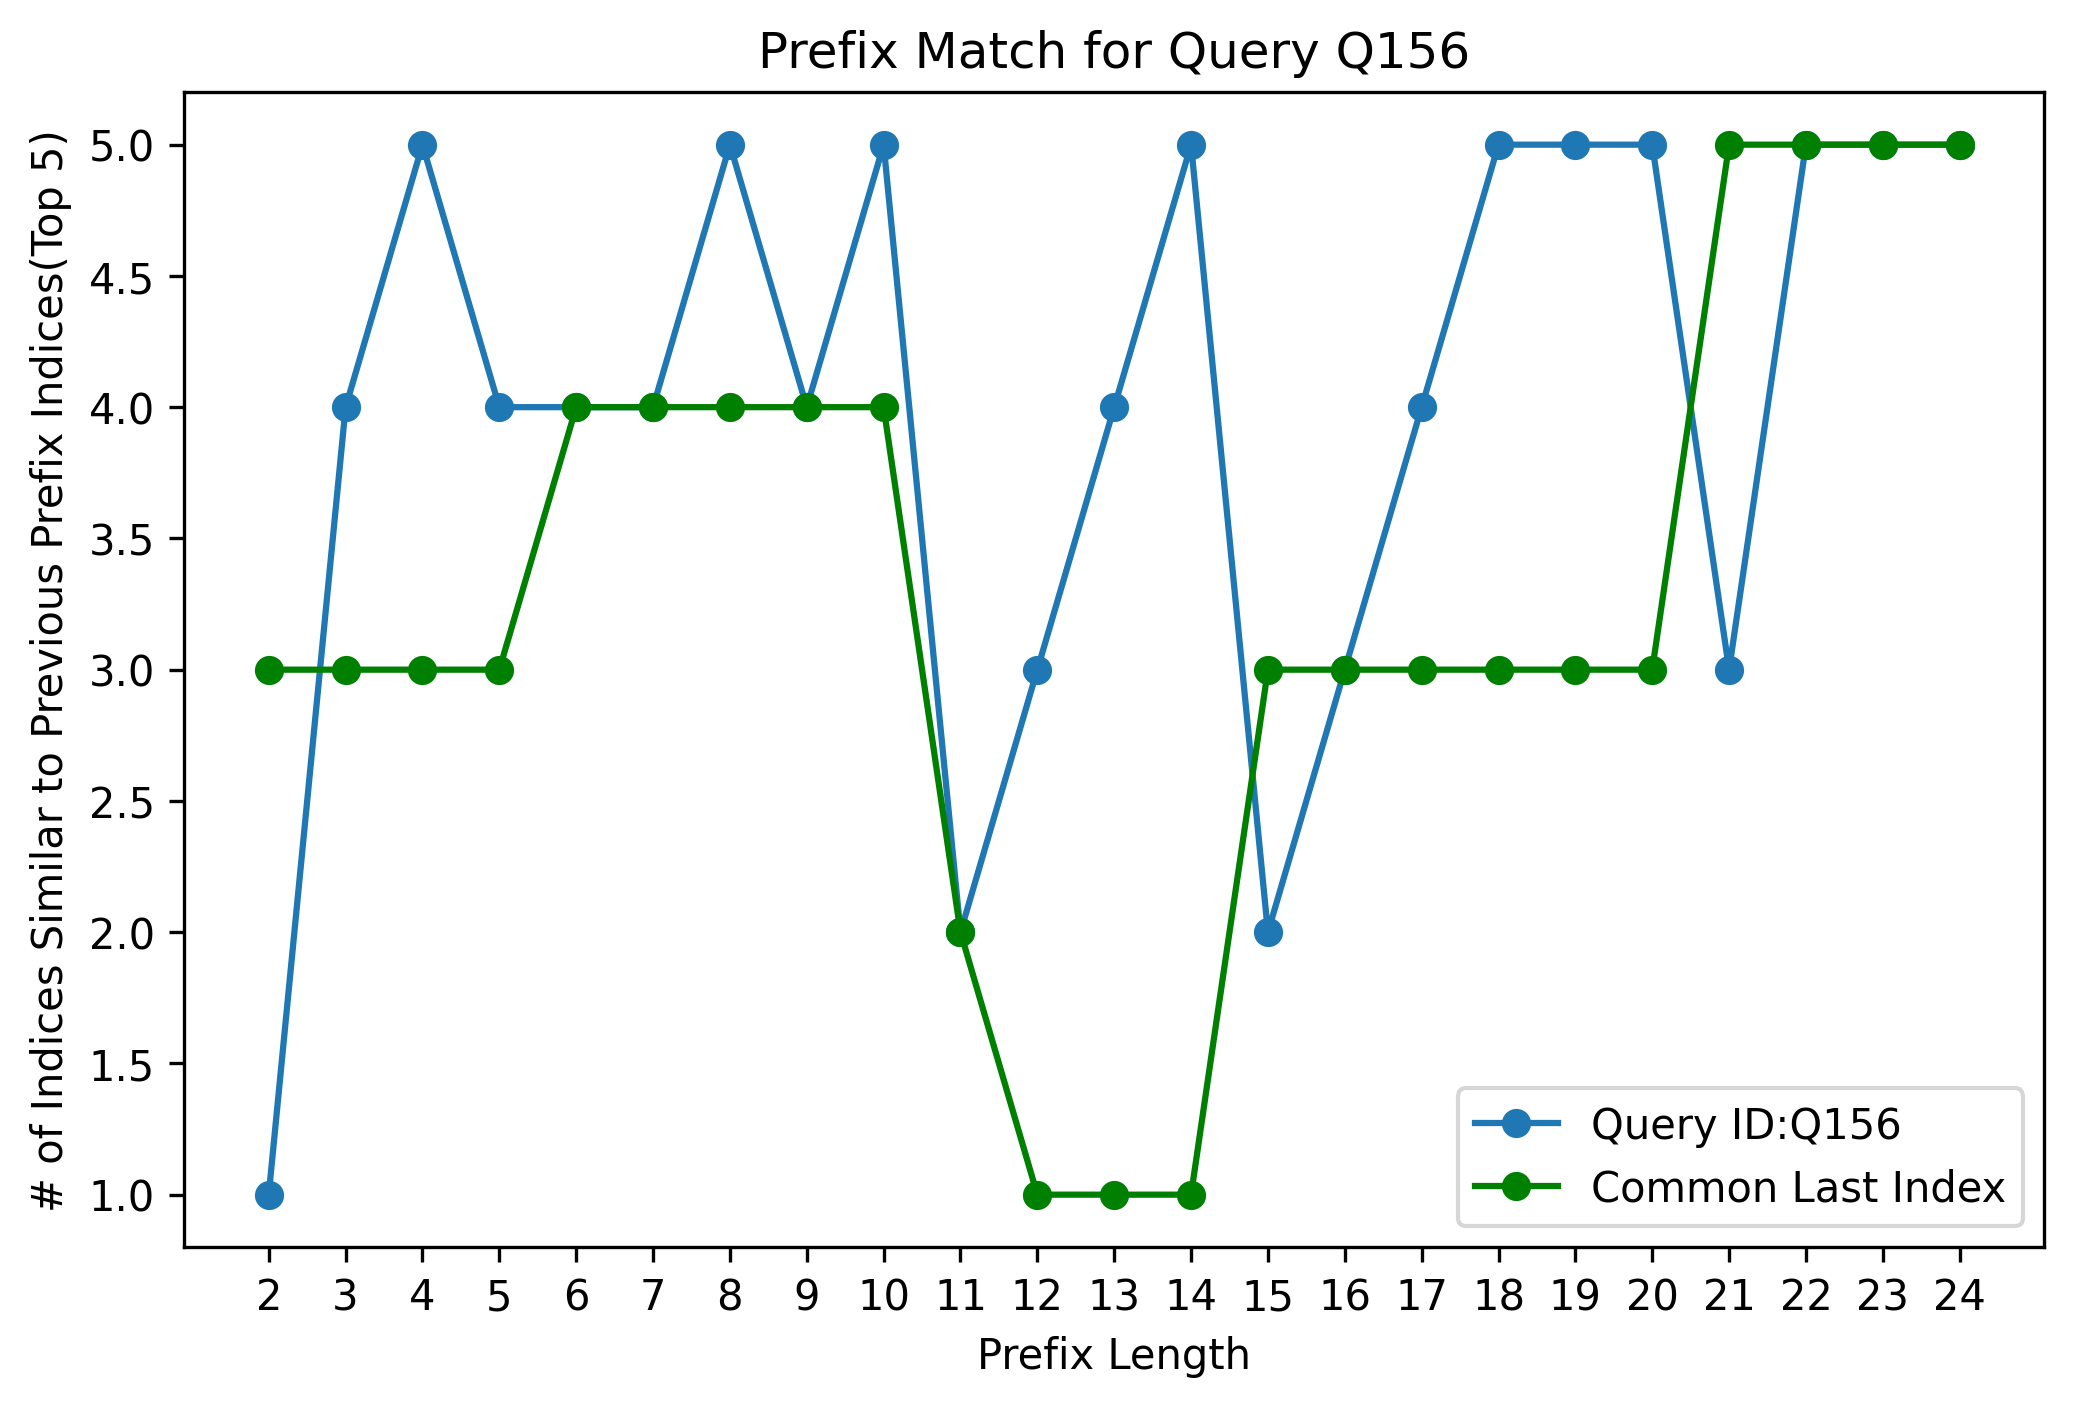 Prefix Match for Query Q156
# of Indices Similar to Previous Prefix Indices(Top 5)
5.0
4.5
4.0
3.5
3.0
2.5
2.0
1.5
1.0
Query ID:Q156
Common Last Index
2 3 4 5 6 7 8 9 10 11 12 13 14 15 16 17 18 19 20 21 22 23 24
Prefix Length